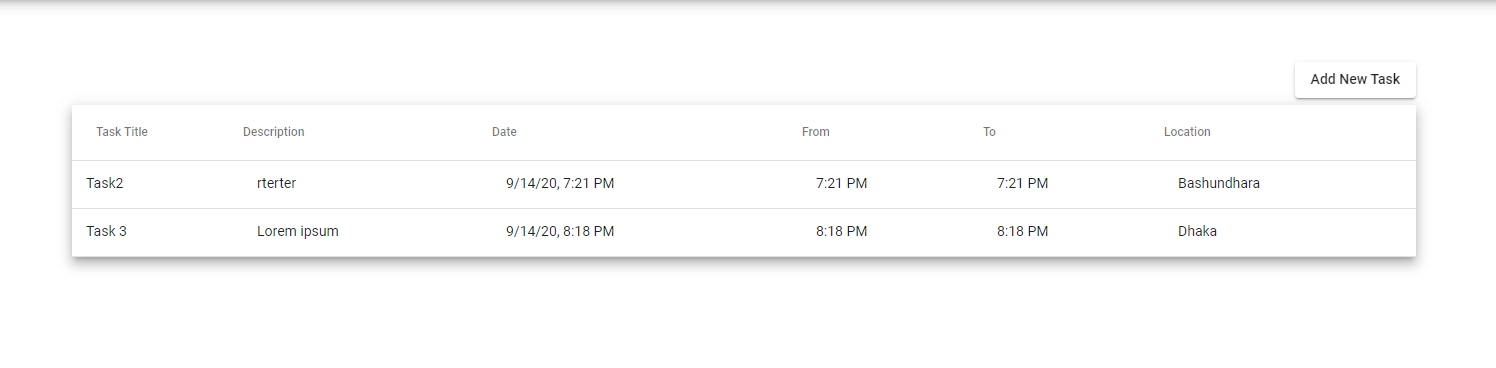 Add New Task
Task Title Description Date From To Location
Task2 rterter 9/14/20, 7:21 PM 7:21 PM 7:21 PM Bashundhara
Task 3 Lorem ipsum 9/14/20, 8:18 PM 8:18 PM 8:18 PM Dhaka